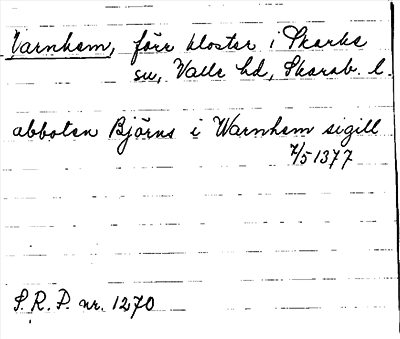 Varnhem, förr kloster i Skarke
sn, Valle hd, Skarab. l.
abboten Björns i Warnhem sigill
7/5 1377
S.R.P. nr. 1270